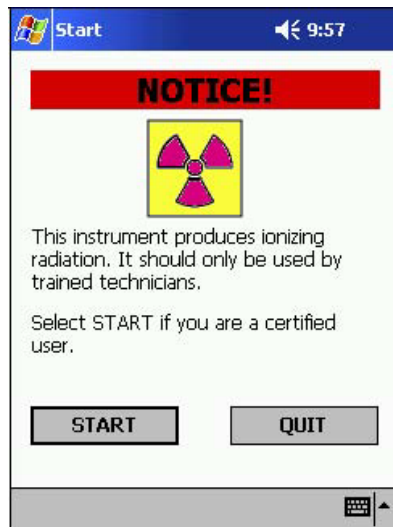 Start 9:57
NOTICE!
This instrument produces ionizing
radiation. It should only be used by
trained technicians.
Select START if you are a certified
user.
START QUIT